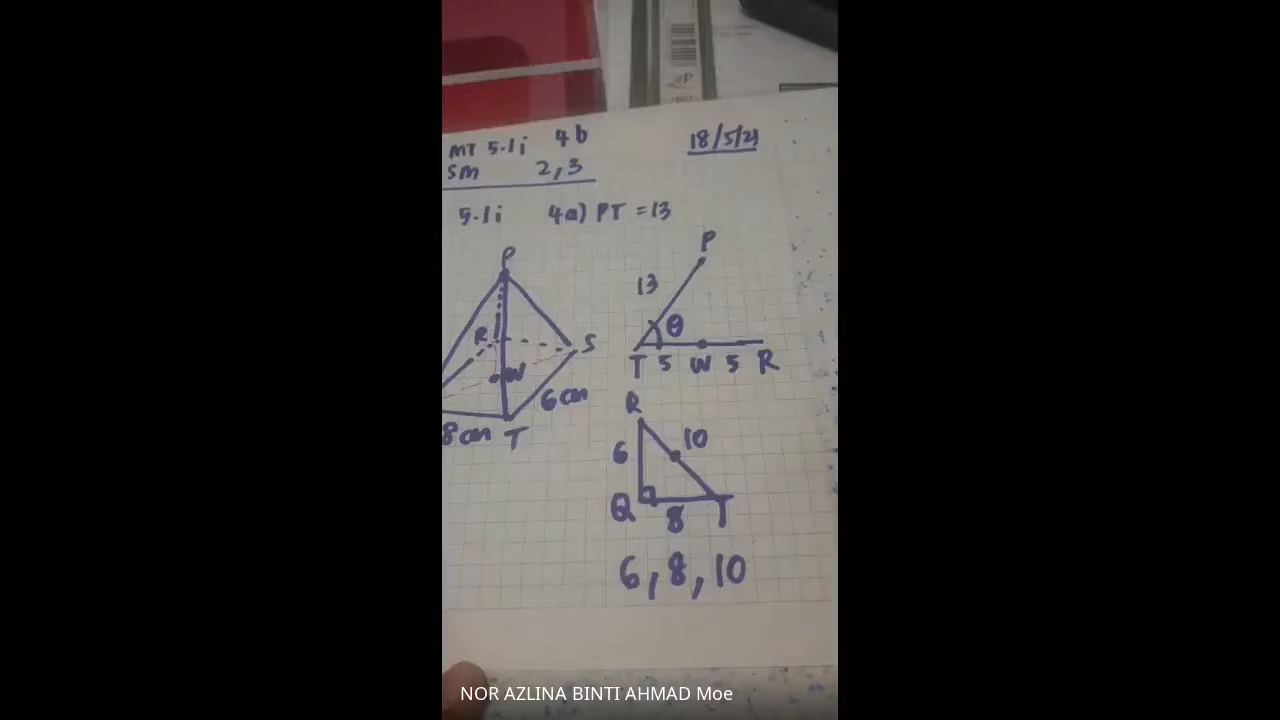 MT 5.1i 4b 18/5/21
SM 2,3
5.1i 4a) PT = 13
P P
13
R S θ
W T 5 W 5 R
6cm R
8cm T 6 10
Q 8 T
6, 8, 10
NOR AZLINA BINTI AHMAD Moe